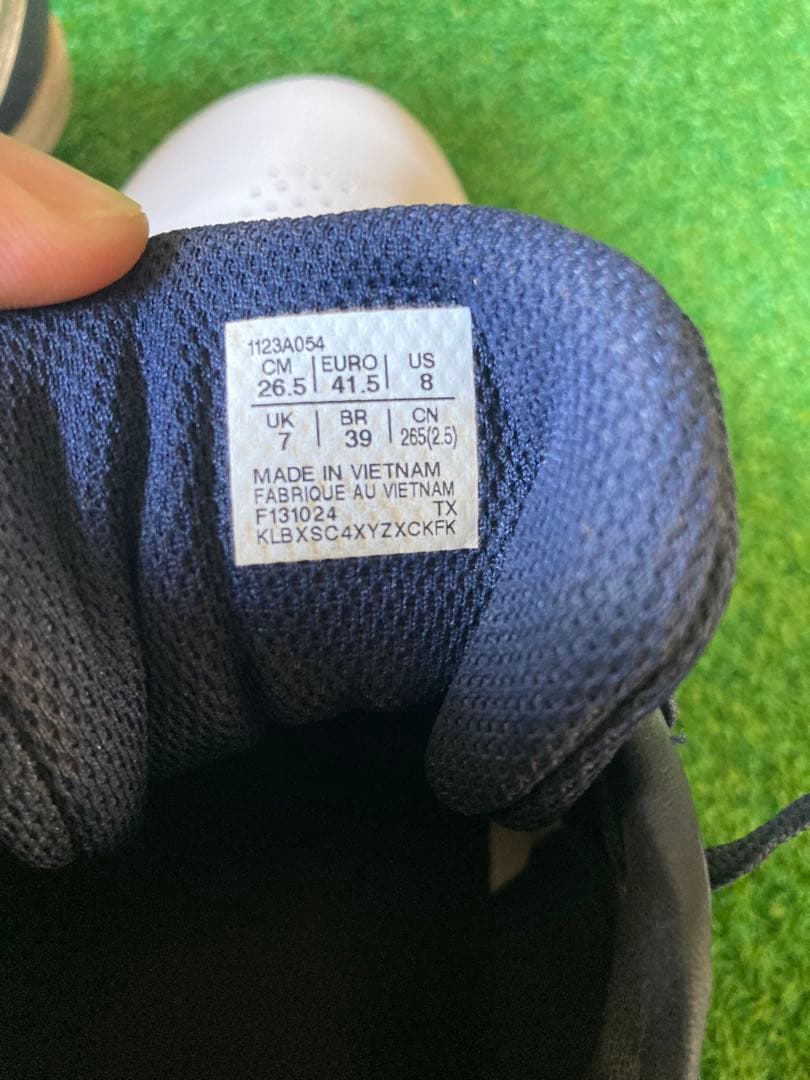 1123A054
CM | EURO | US
26.5 | 41.5 | 8
UK | BR | CN
7 | 39 | 265(2.5)
MADE IN VIETNAM
FABRIQUE AU VIETNAM
F131024 TX
KLBXSC4XYZXCKFK